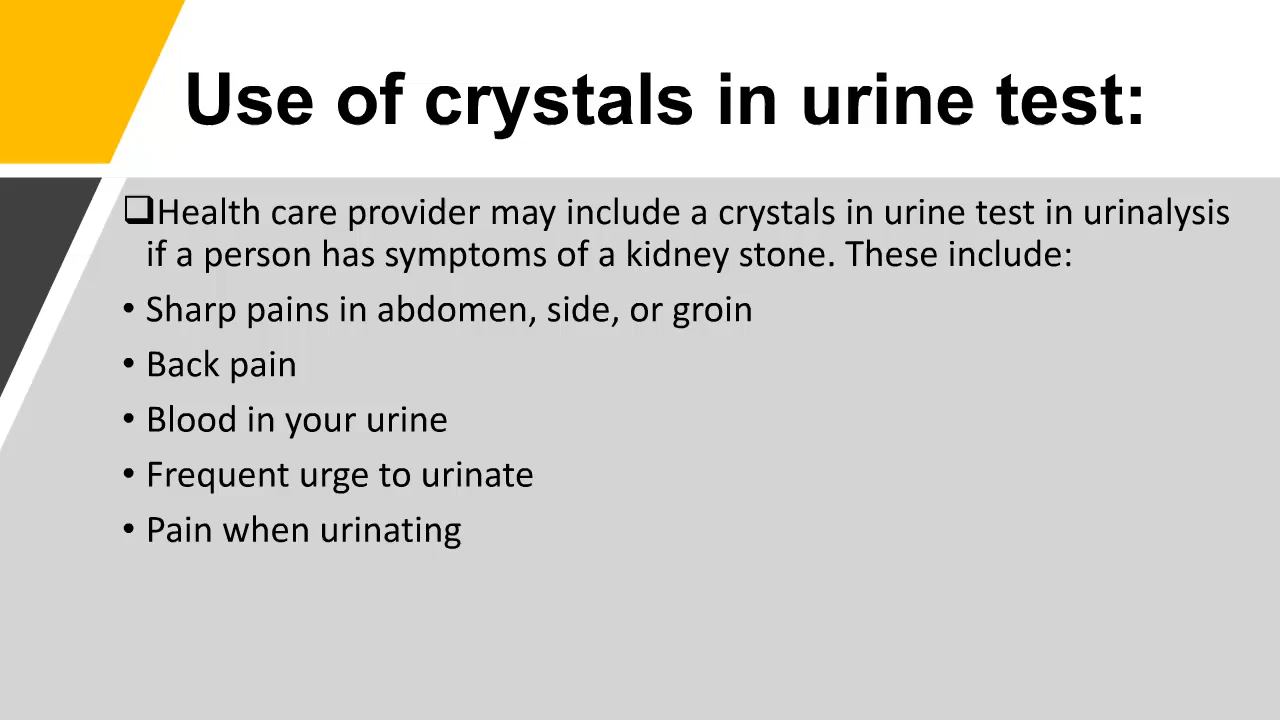 Use of crystals in urine test:
❑Health care provider may include a crystals in urine test in urinalysis
if a person has symptoms of a kidney stone. These include:
• Sharp pains in abdomen, side, or groin
• Back pain
• Blood in your urine
• Frequent urge to urinate
• Pain when urinating